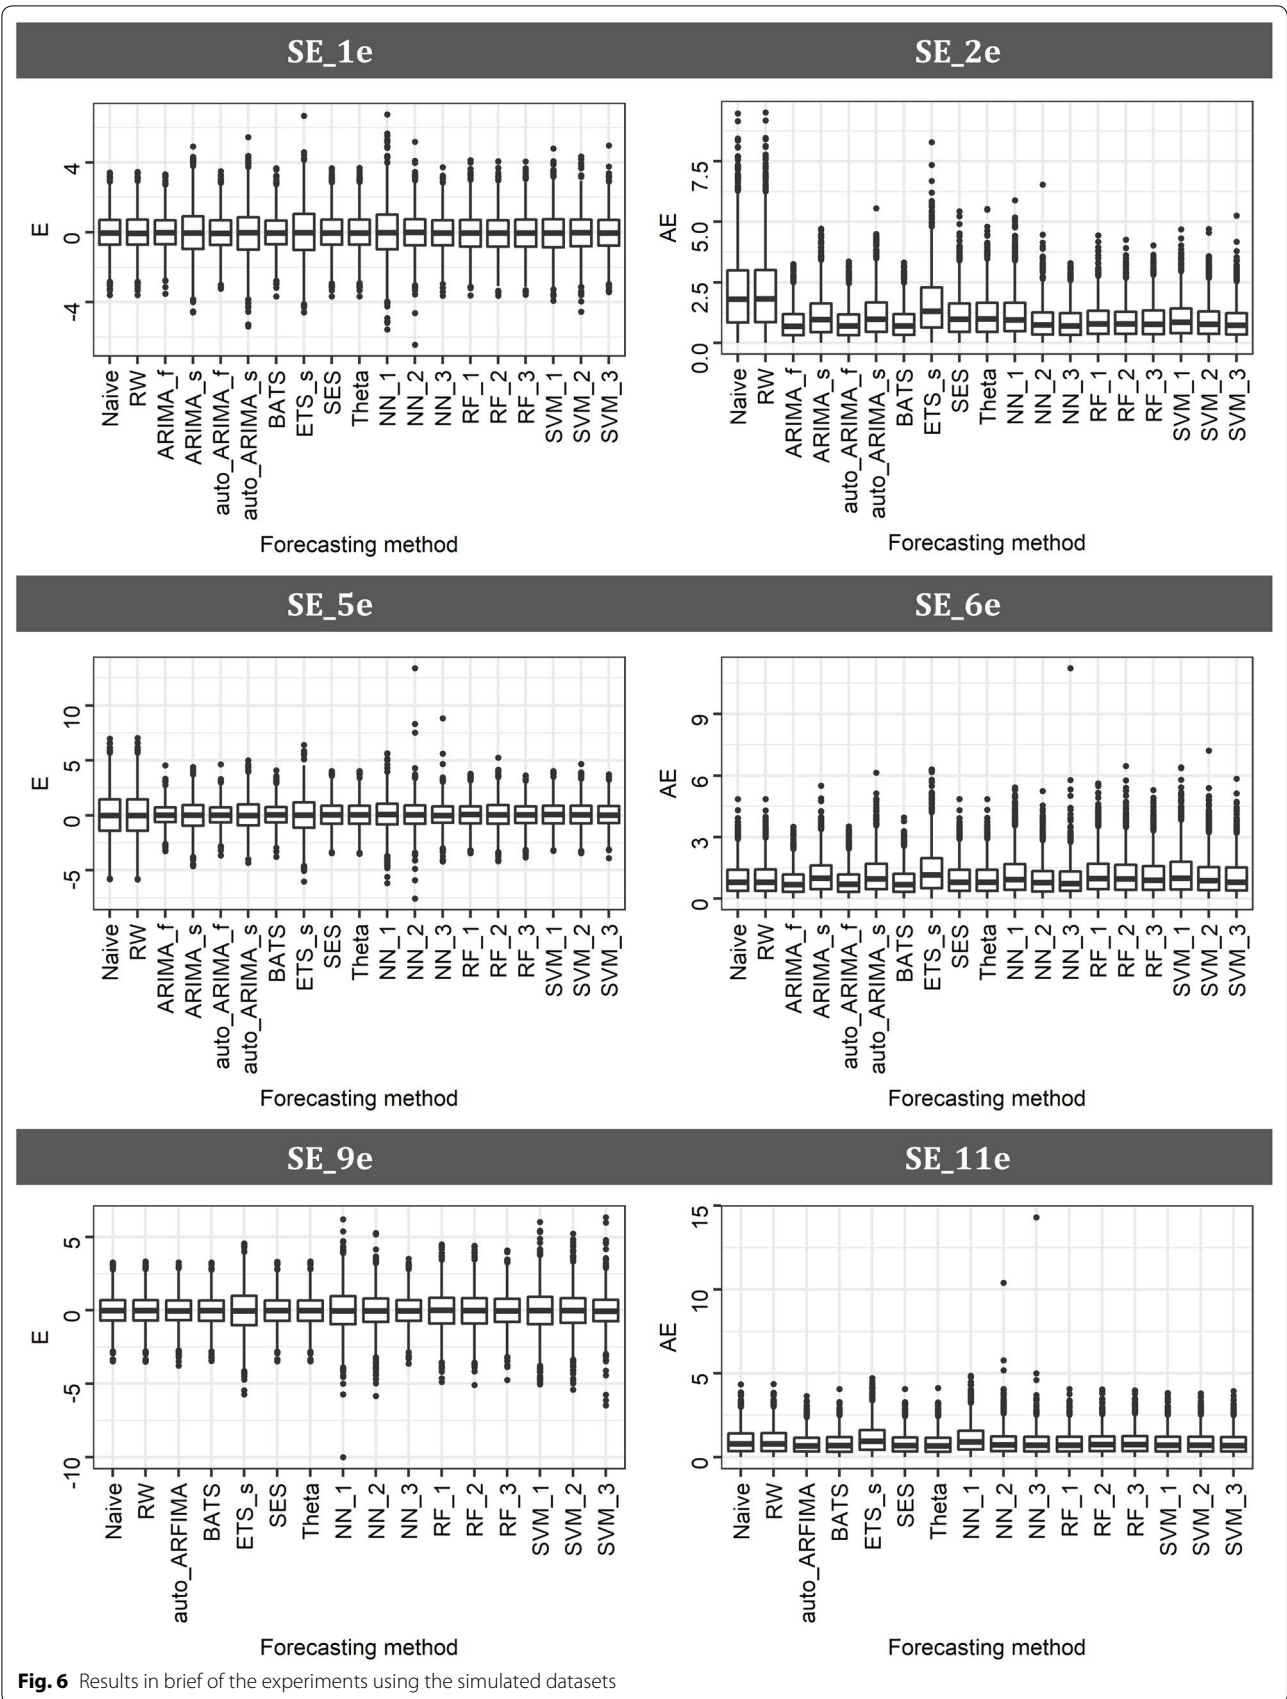 SE_1e
SE_2e
E
4
0
-4
Naive
RW
ARIMA_f
ARIMA_s
auto_ARIMA_f
auto_ARIMA_s
BATS
ETS_s
SES
Theta
NN_1
NN_2
NN_3
RF_1
RF_2
RF_3
SVM_1
SVM_2
SVM_3
Forecasting method
AE
7.5
5.0
2.5
0.0
Naive
RW
ARIMA_f
ARIMA_s
auto_ARIMA_f
auto_ARIMA_s
BATS
ETS_s
SES
Theta
NN_1
NN_2
NN_3
RF_1
RF_2
RF_3
SVM_1
SVM_2
SVM_3
Forecasting method
SE_5e
SE_6e
E
10
5
0
-5
Naive
RW
ARIMA_f
ARIMA_s
auto_ARIMA_f
auto_ARIMA_s
BATS
ETS_s
SES
Theta
NN_1
NN_2
NN_3
RF_1
RF_2
RF_3
SVM_1
SVM_2
SVM_3
Forecasting method
AE
9
6
3
0
Naive
RW
ARIMA_f
ARIMA_s
auto_ARIMA_f
auto_ARIMA_s
BATS
ETS_s
SES
Theta
NN_1
NN_2
NN_3
RF_1
RF_2
RF_3
SVM_1
SVM_2
SVM_3
Forecasting method
SE_9e
SE_11e
E
5
0
-5
-10
Naive
RW
auto_ARFIMA
BATS
ETS_s
SES
Theta
NN_1
NN_2
NN_3
RF_1
RF_2
RF_3
SVM_1
SVM_2
SVM_3
Forecasting method
AE
15
10
5
0
Naive
RW
auto_ARFIMA
BATS
ETS_s
SES
Theta
NN_1
NN_2
NN_3
RF_1
RF_2
RF_3
SVM_1
SVM_2
SVM_3
Forecasting method
Fig. 6 Results in brief of the experiments using the simulated datasets